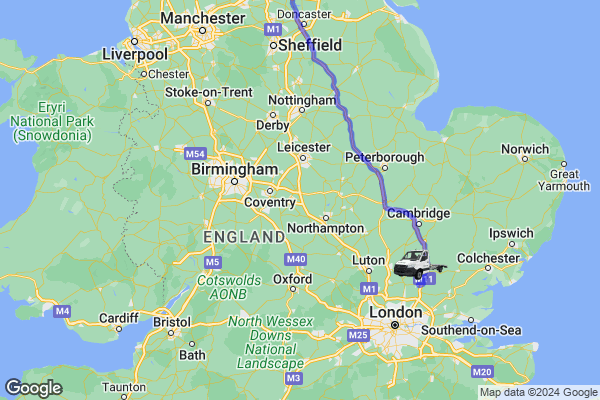 Doncaster
Manchester
M1
Liverpool
Sheffield
Chester
Eryri
National Park
(Snowdonia)
Stoke-on-Trent
Nottingham
Derby
Norwich
Leicester
Peterborough
M54
Birmingham
Great
Yarmouth
Coventry
Cambridge
Northampton
Ipswich
ENGLAND
M5
M40
Luton
Colchester
Cotswolds
AONB
Oxford
M1
M4
Cardiff
North Wessex
Downs
National
Landscape
London
Southend-on-Sea
Bristol
M25
Bath
M20
M3
Taunton
Google
Google
Map data ©2024 Google